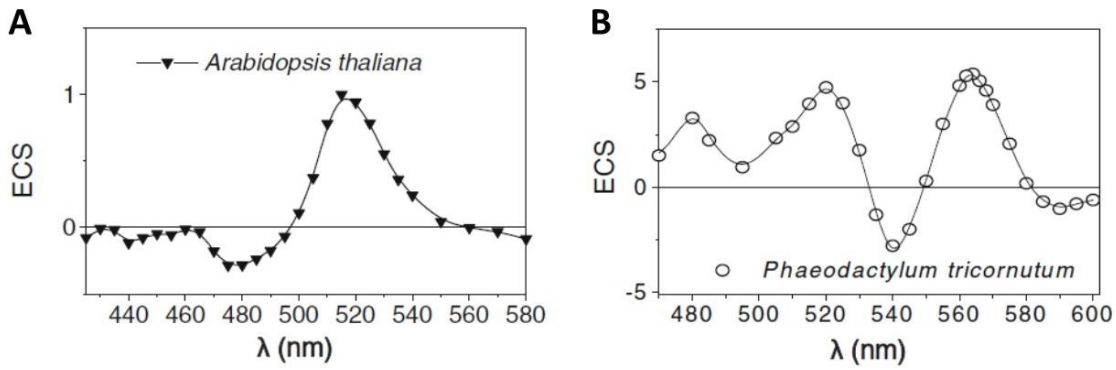 A
Arabidopsis thaliana
ECS
1
0
440 460 480 500 520 540 560 580
λ (nm)
B
ECS
5
0
-5
Phaeodactylum tricornutum
480 500 520 540 560 580 600
λ (nm)